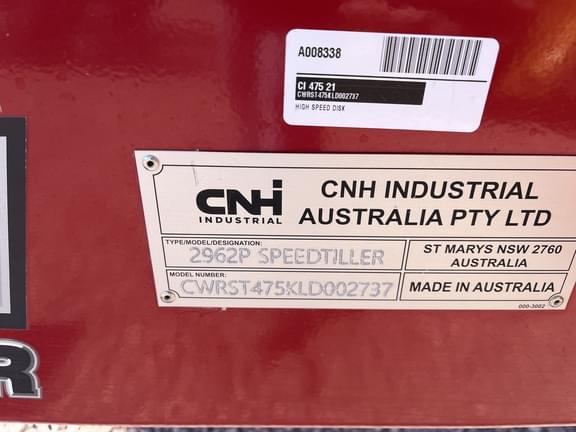 A008338
CI 475 21
CWRST475KLD002737
HIGH SPEED DISK
CNH
INDUSTRIAL
CNH INDUSTRIAL
AUSTRALIA PTY LTD
TYPE/MODEL/DESIGNATION:
2962P SPEEDTILLER
ST MARYS NSW 2760
AUSTRALIA
MODEL NUMBER:
CWRST475KLD002737
MADE IN AUSTRALIA
000-3002
R